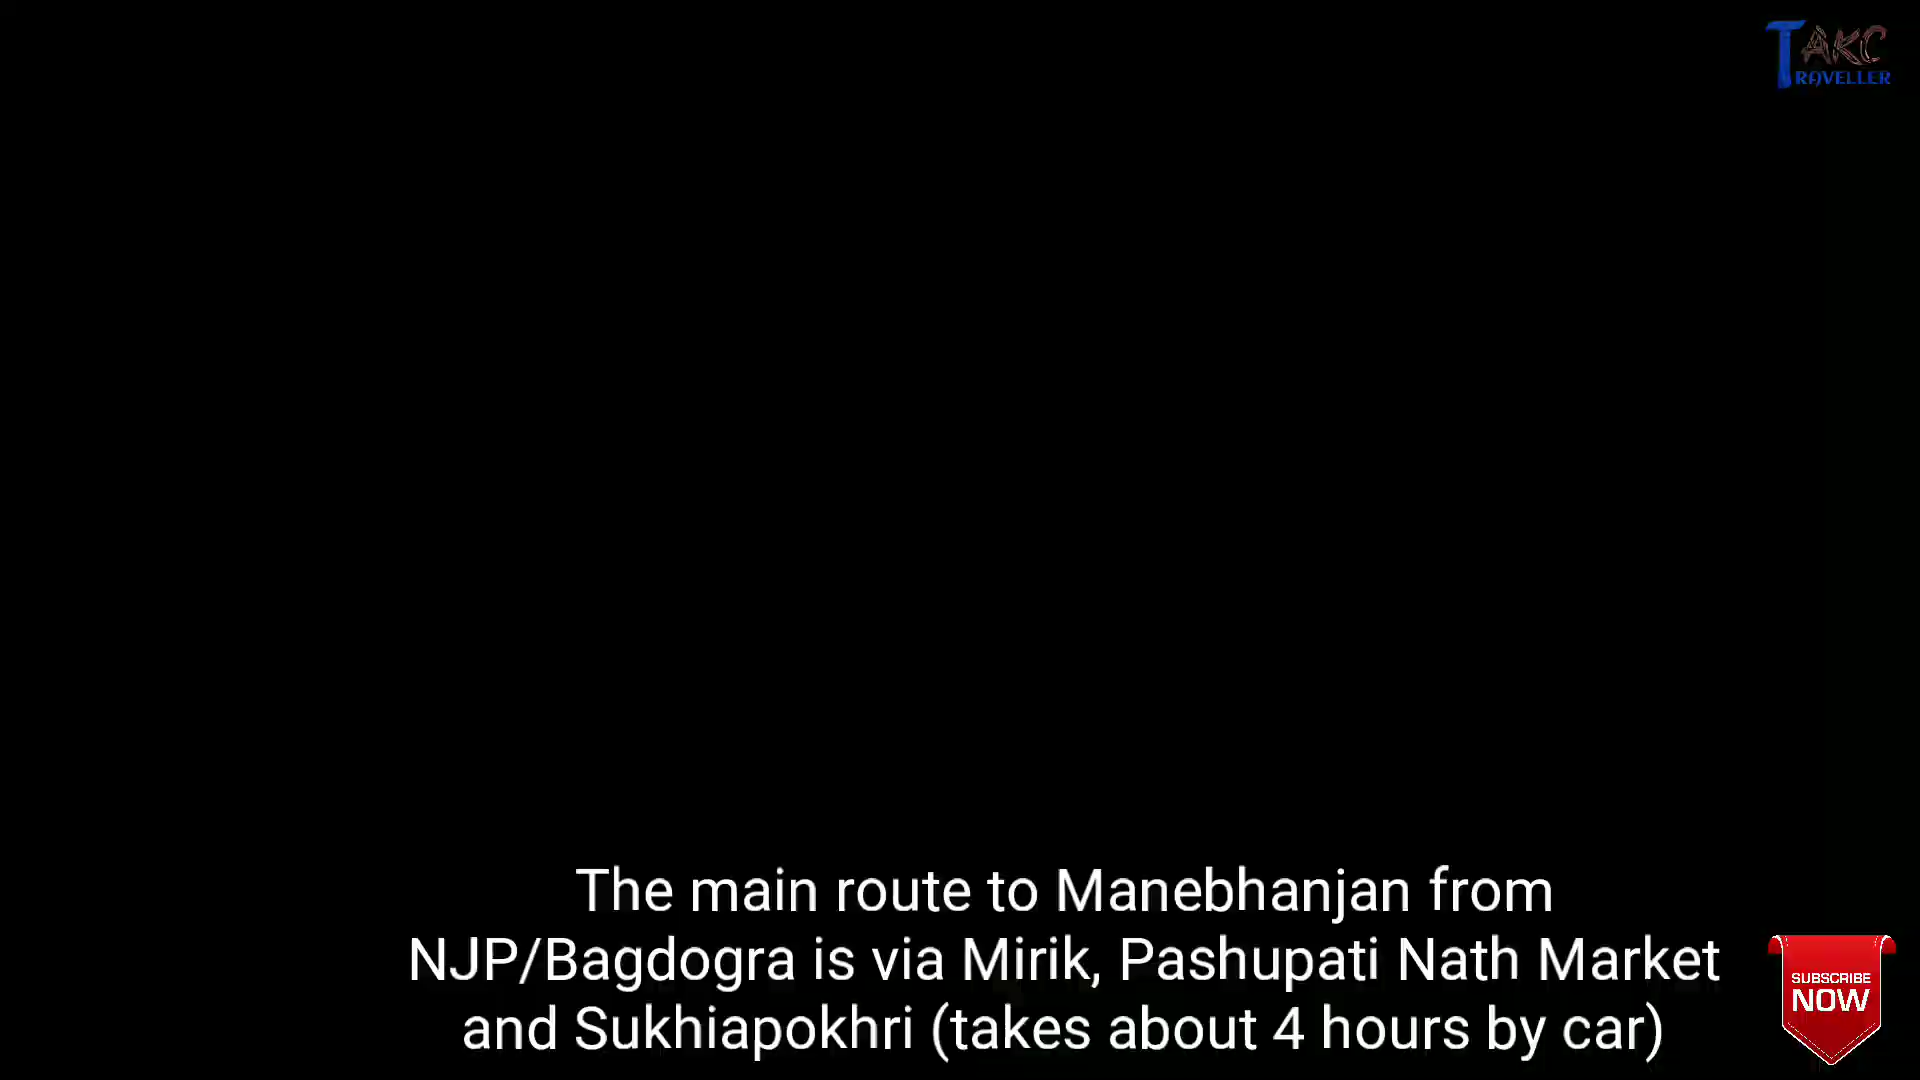 TAKC
TRAVELLER
The main route to Manebhanjan from
NJP/Bagdogra is via Mirik, Pashupati Nath Market
and Sukhiapokhri (takes about 4 hours by car)
SUBSCRIBE
NOW